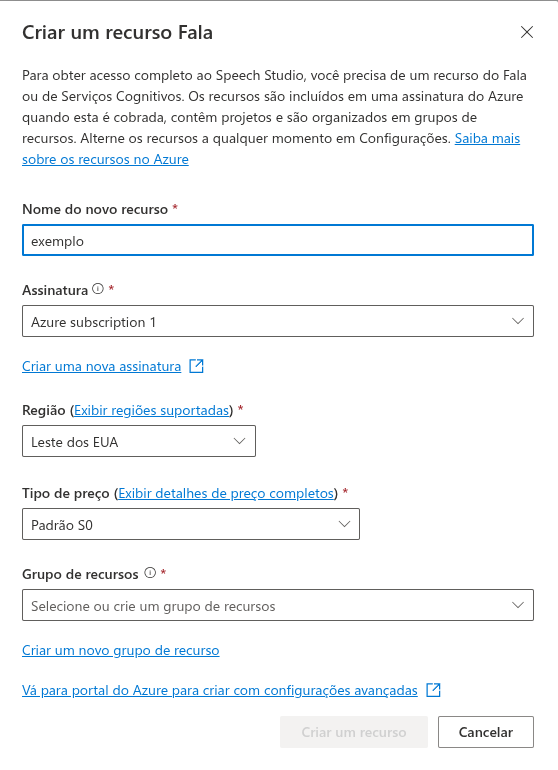 Criar um recurso Fala
Para obter acesso completo ao Speech Studio, você precisa de um recurso do Fala
ou de Serviços Cognitivos. Os recursos são incluídos em uma assinatura do Azure
quando esta é cobrada, contêm projetos e são organizados em grupos de
recursos. Alterne os recursos a qualquer momento em Configurações. Saiba mais
sobre os recursos no Azure
Nome do novo recurso *
exemplo
Assinatura *
Azure subscription 1
Criar uma nova assinatura
Região (Exibir regiões suportadas) *
Leste dos EUA
Tipo de preço (Exibir detalhes de preço completos) *
Padrão S0
Grupo de recursos *
Selecione ou crie um grupo de recursos
Criar um novo grupo de recurso
Vá para portal do Azure para criar com configurações avançadas
Criar um recurso
Cancelar